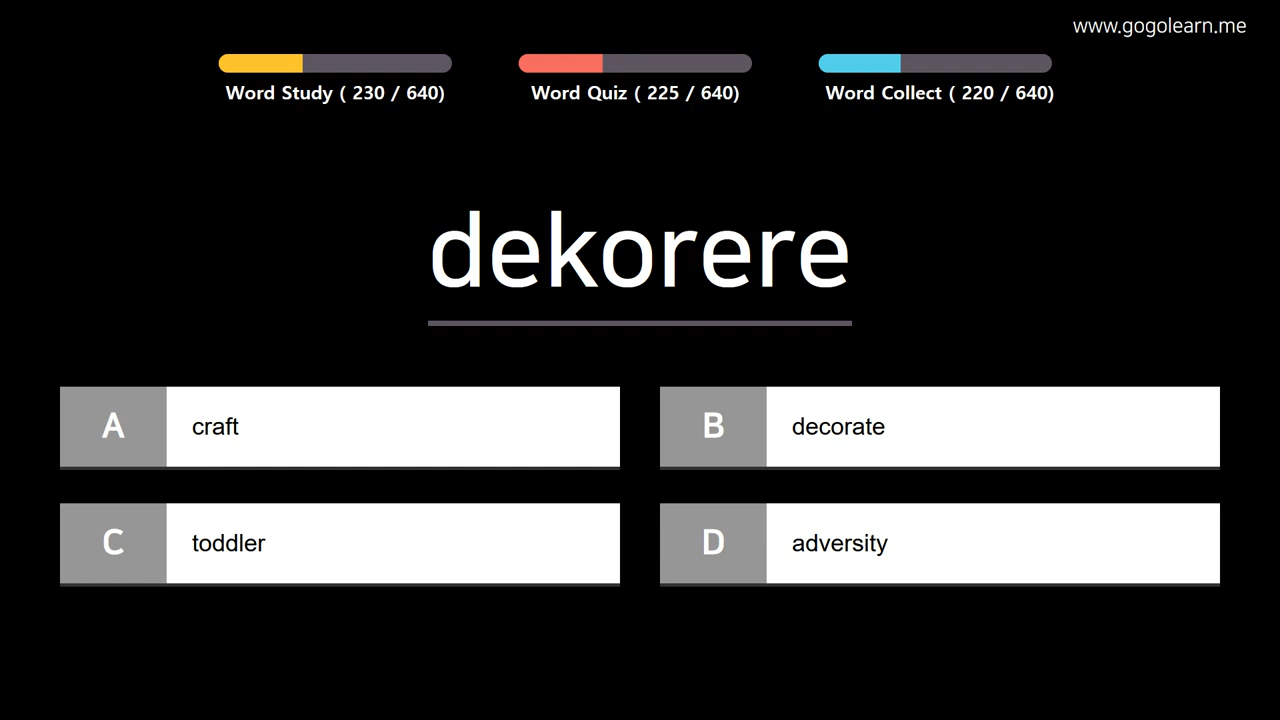 www.gogolearn.me
Word Study ( 230 / 640)
Word Quiz ( 225 / 640)
Word Collect ( 220 / 640)
dekorere
A craft
B decorate
C toddler
D adversity